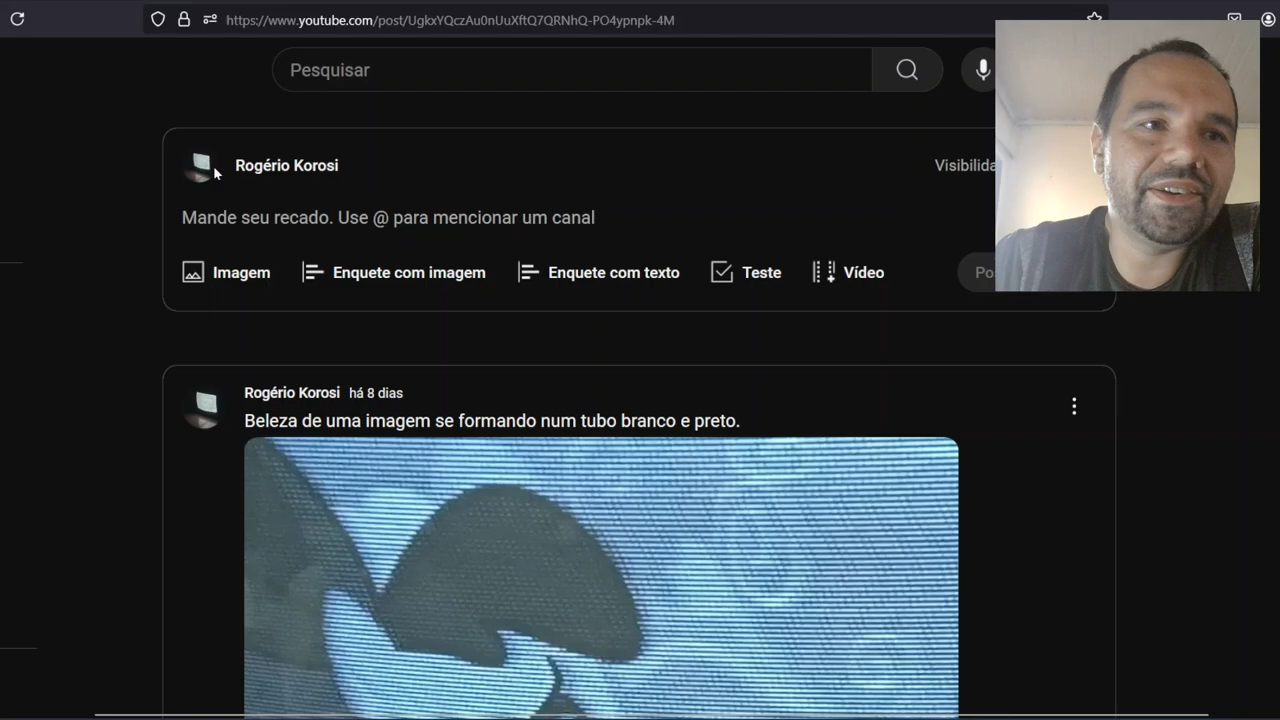 https://www.youtube.com/post/UgkxYQczAu0nUuXftQ7QRNhQ-PO4ypnpk-4M
Pesquisar
Rogério Korosi
Visibilida
Mande seu recado. Use @ para mencionar um canal
Imagem
Enquete com imagem
Enquete com texto
Teste
Vídeo
Po
Rogério Korosi há 8 dias
Beleza de uma imagem se formando num tubo branco e preto.